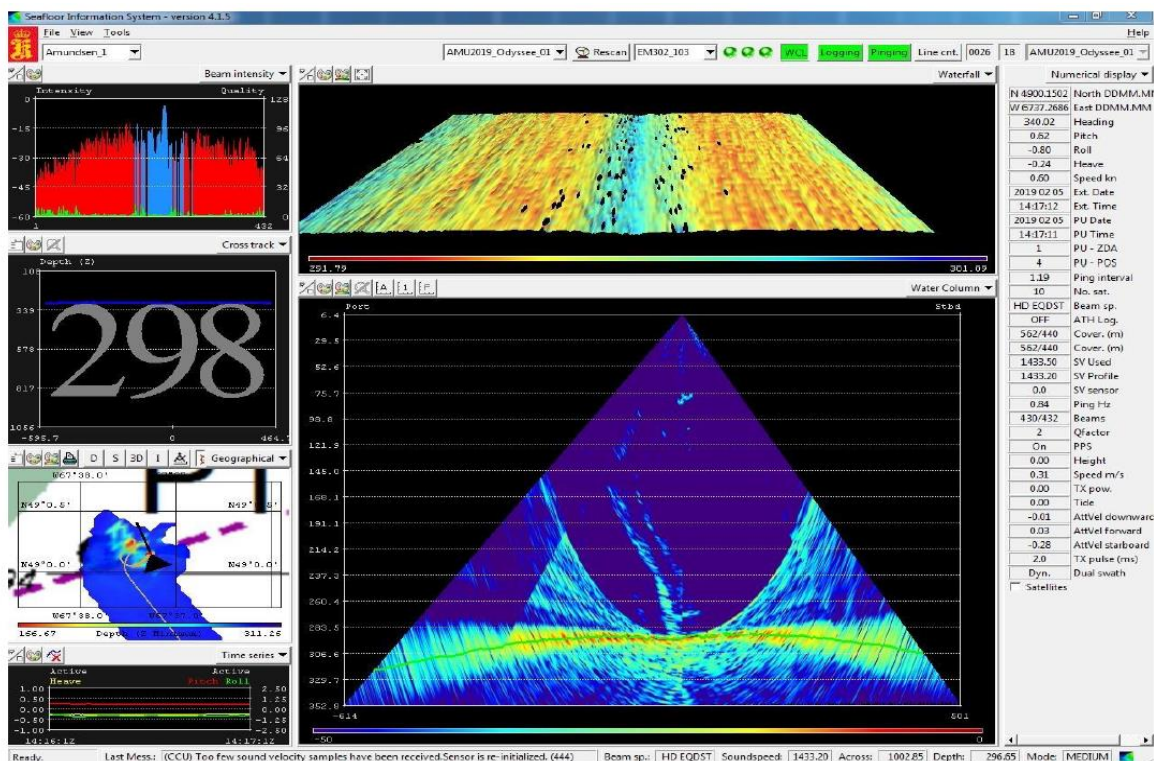 Seafloor Information System - version 4.1.5
File View Tools Help
Amundsen_1 AMU2019_Odyssee_01 Rescan EM302_103 WCL Logging Pinging Line cnt. 0026 18 AMU2019_Odyssee_01
Beam intensity
Intensity Quality
0 128
-15 96
-30 64
-45 32
-60 0
1 432
Cross track
Depth (Z)
100
339
578
817
1056
298
-595.7 0 464.
D S 3D I Geographical
W67°38.0'
N49°0.5' N49°0.5'
N49°0.0' N49°0.0'
W67°38.0'
166.67 311.26
Time series
Active Active
Heave Pitch Roll
1.00 2.50
0.50 1.25
0.00 0.00
-0.50 -1.25
-1.00 -2.50
14:16:12 14:17:12
Waterfall
291.79 301.09
[A [1 [F
Water Column
Port Stbd
6.4
29.5
52.6
75.7
98.8
121.9
145.0
168.1
191.1
214.2
237.3
260.4
283.5
306.6
329.7
352.8
-614 501
-50 0
Numerical display
N 4900.1502 North DDMM.MM
W 6737.2686 East DDMM.MM
340.02 Heading
0.62 Pitch
-0.80 Roll
-0.24 Heave
0.60 Speed kn
2019 02 05 Ext. Date
14:17:12 Ext. Time
2019 02 05 PU Date
14:17:11 PU Time
1 PU - ZDA
4 PU - POS
1.19 Ping interval
10 No. sat.
HD EQDST Beam sp.
OFF ATH Log.
562/440 Cover. (m)
562/440 Cover. (m)
1433.50 SV Used
1433.20 SV Profile
0.0 SV sensor
0.84 Ping Hz
430/432 Beams
2 Qfactor
On PPS
0.00 Height
0.31 Speed m/s
0.00 TX pow.
0.00 Tide
-0.01 AttVel downward
0.03 AttVel forward
-0.28 AttVel starboard
2.0 TX pulse (ms)
Dyn. Dual swath
Satellites
Ready. Last Mess.: (CCU) Too few sound velocity samples have been received.Sensor is re-initialized. (444) Beam sp.: HD EQDST Soundspeed: 1433.20 Across: 1002.85 Depth: 296.65 Mode: MEDIUM